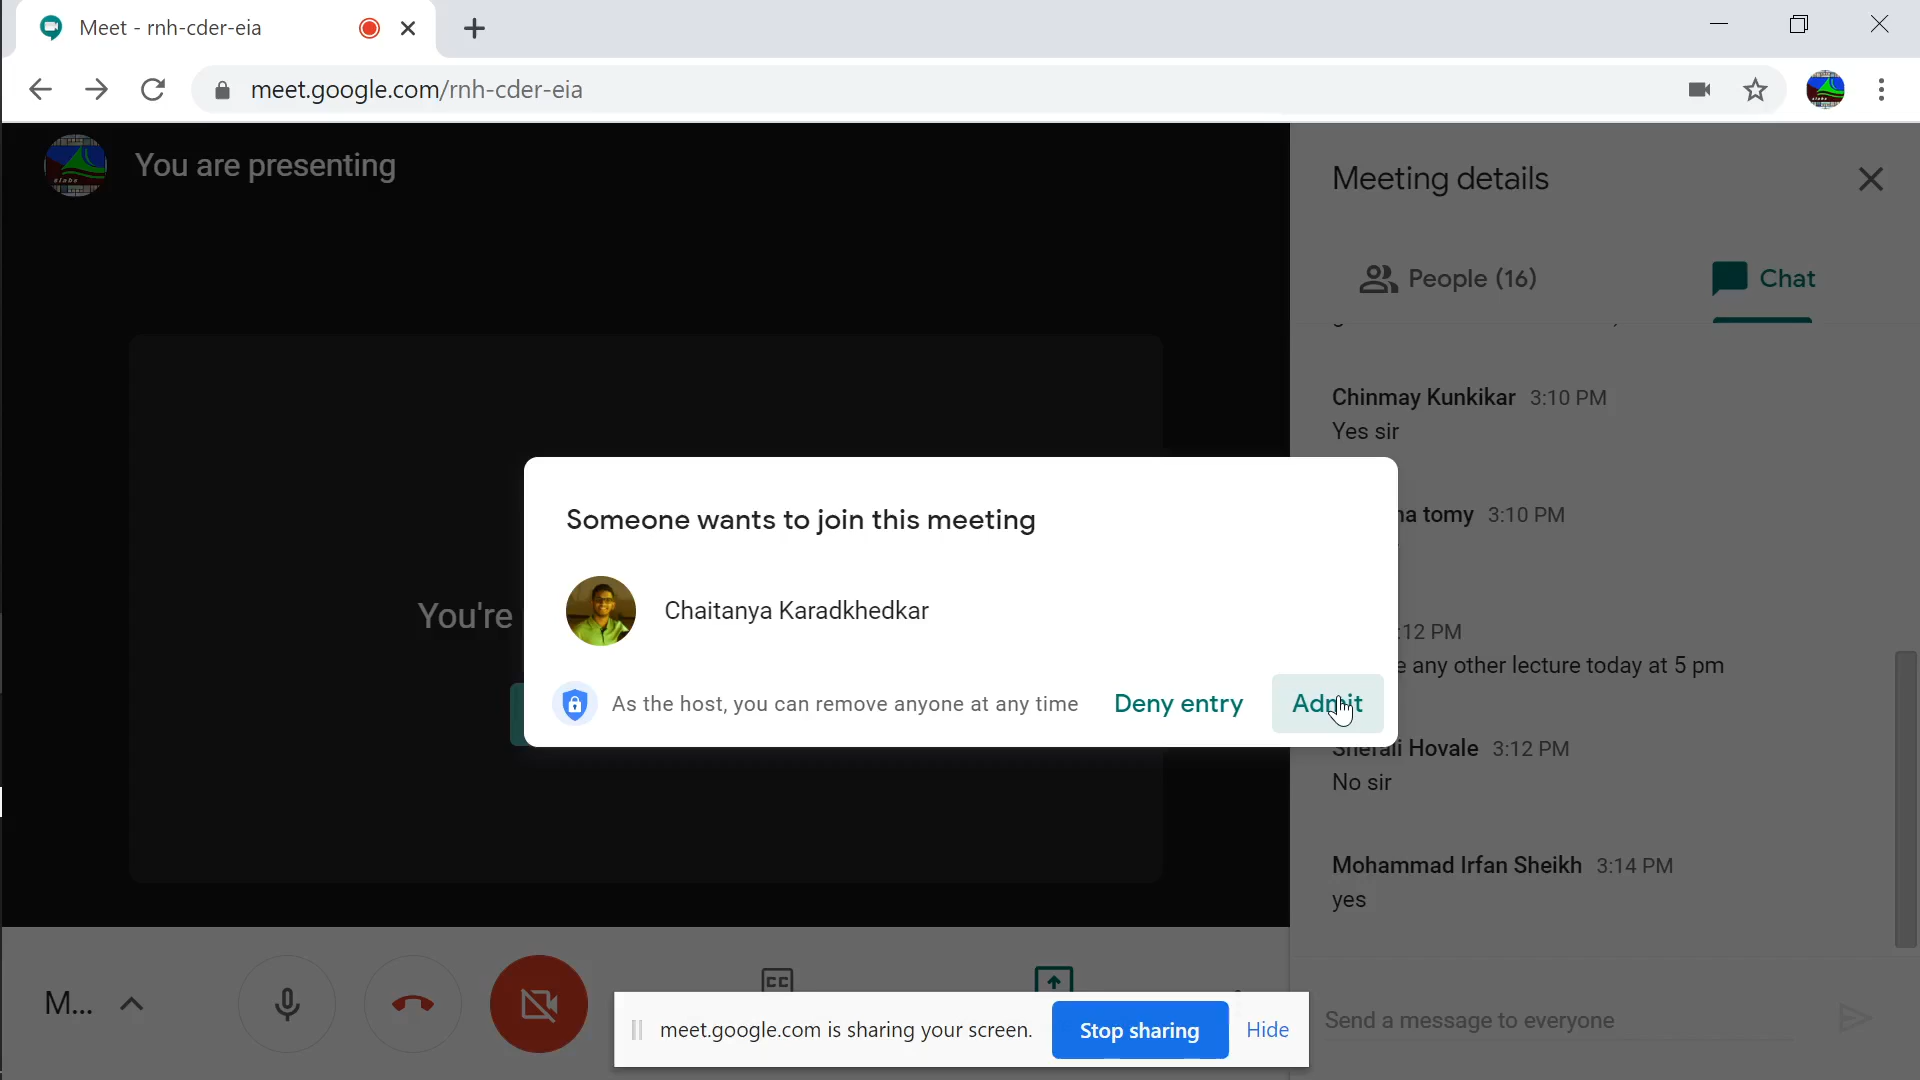 Meet - rnh-cder-eia
meet.google.com/rnh-cder-eia
You are presenting
Meeting details
People (16)
Chat
Chinmay Kunkikar 3:10 PM
Yes sir
na tomy 3:10 PM
Someone wants to join this meeting
Chaitanya Karadkhedkar
You're
:12 PM
e any other lecture today at 5 pm
As the host, you can remove anyone at any time
Deny entry
Admit
Shefali Hovale 3:12 PM
No sir
Mohammad Irfan Sheikh 3:14 PM
yes
M...
CC
meet.google.com is sharing your screen.
Stop sharing
Hide
Send a message to everyone